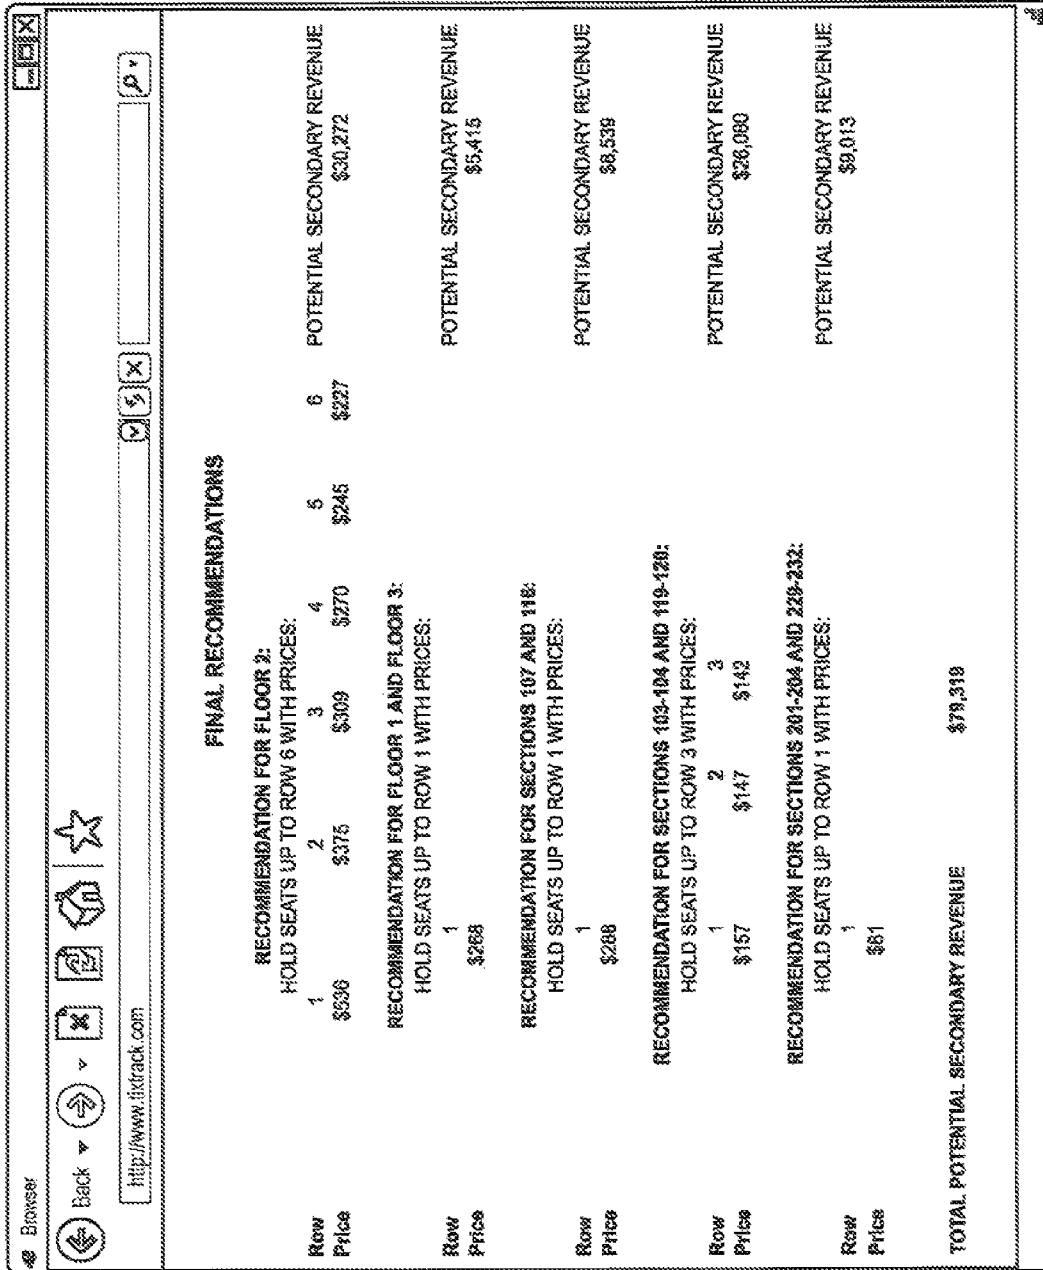 Browser
Back
http://www.tixtrack.com
FINAL RECOMMENDATIONS
RECOMMENDATION FOR FLOOR 2:
HOLD SEATS UP TO ROW 6 WITH PRICES:
Row 1 2 3 4 5 6 POTENTIAL SECONDARY REVENUE
Price $536 $375 $309 $270 $245 $227 $30,272
RECOMMENDATION FOR FLOOR 1 AND FLOOR 3:
HOLD SEATS UP TO ROW 1 WITH PRICES:
Row 1 POTENTIAL SECONDARY REVENUE
Price $268 $5,415
RECOMMENDATION FOR SECTIONS 107 AND 116:
HOLD SEATS UP TO ROW 1 WITH PRICES:
Row 1 POTENTIAL SECONDARY REVENUE
Price $288 $8,539
RECOMMENDATION FOR SECTIONS 103-104 AND 119-120:
HOLD SEATS UP TO ROW 3 WITH PRICES:
Row 1 2 3 POTENTIAL SECONDARY REVENUE
Price $157 $147 $142 $26,080
RECOMMENDATION FOR SECTIONS 201-204 AND 229-232:
HOLD SEATS UP TO ROW 1 WITH PRICES:
Row 1 POTENTIAL SECONDARY REVENUE
Price $81 $9,013
TOTAL POTENTIAL SECONDARY REVENUE $79,319